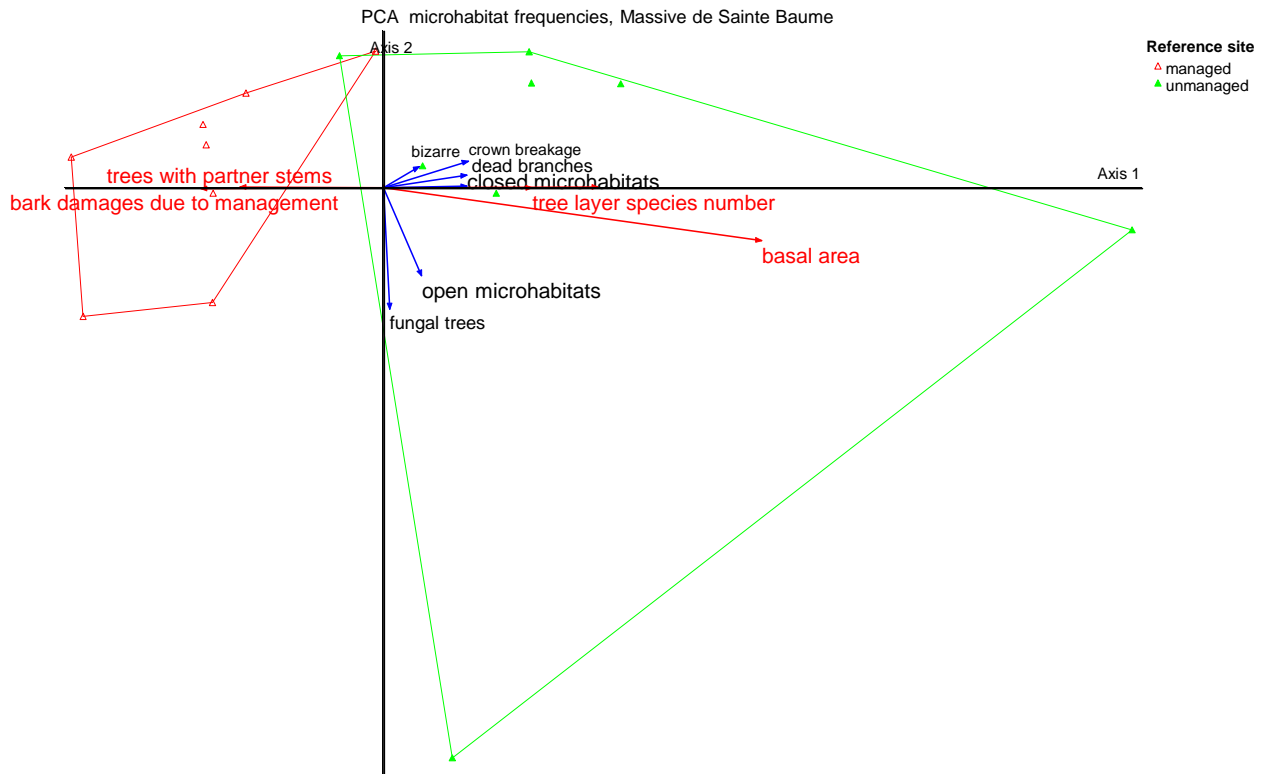 PCA microhabitat frequencies, Massive de Sainte Baume
Axis 2
Reference site
managed
unmanaged
bizarre
crown breakage
dead branches
closed microhabitats
Axis 1
trees with partner stems
bark damages due to management
tree layer species number
basal area
open microhabitats
fungal trees